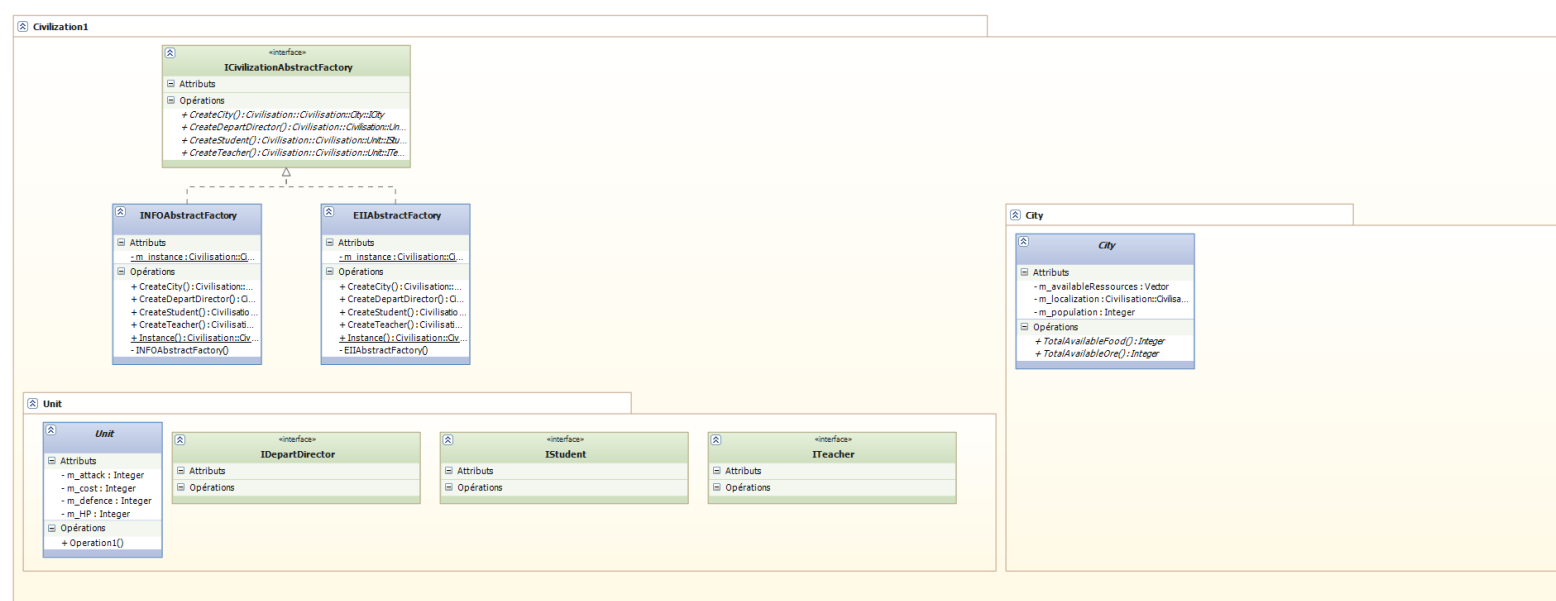 Civilization1
«interface»
ICivilizationAbstractFactory
Attributs
Opérations
+ CreateCity() : Civilisation::Civilisation::City::ICity
+ CreateDepartDirector() : Civilisation::Civilisation::Un...
+ CreateStudent() : Civilisation::Civilisation::Unit::IStu...
+ CreateTeacher() : Civilisation::Civilisation::Unit::ITe...
INFOAbstractFactory
Attributs
- m_instance : Civilisation::Ci...
Opérations
+ CreateCity() : Civilisation::...
+ CreateDepartDirector() : Ci...
+ CreateStudent() : Civilisatio...
+ CreateTeacher() : Civilisati...
+ Instance() : Civilisation::Civ...
- INFOAbstractFactory()
EIIAbstractFactory
Attributs
- m_instance : Civilisation::Ci...
Opérations
+ CreateCity() : Civilisation::...
+ CreateDepartDirector() : Ci...
+ CreateStudent() : Civilisatio...
+ CreateTeacher() : Civilisati...
+ Instance() : Civilisation::Civ...
- EIIAbstractFactory()
City
City
Attributs
- m_availableRessources : Vector
- m_localization : Civilisation::Civilisa...
- m_population : Integer
Opérations
+ TotalAvailableFood() : Integer
+ TotalAvailableOre() : Integer
Unit
Unit
Attributs
- m_attack : Integer
- m_cost : Integer
- m_defence : Integer
- m_HP : Integer
Opérations
+ Operation1()
«interface»
IDepartDirector
Attributs
Opérations
«interface»
IStudent
Attributs
Opérations
«interface»
ITeacher
Attributs
Opérations